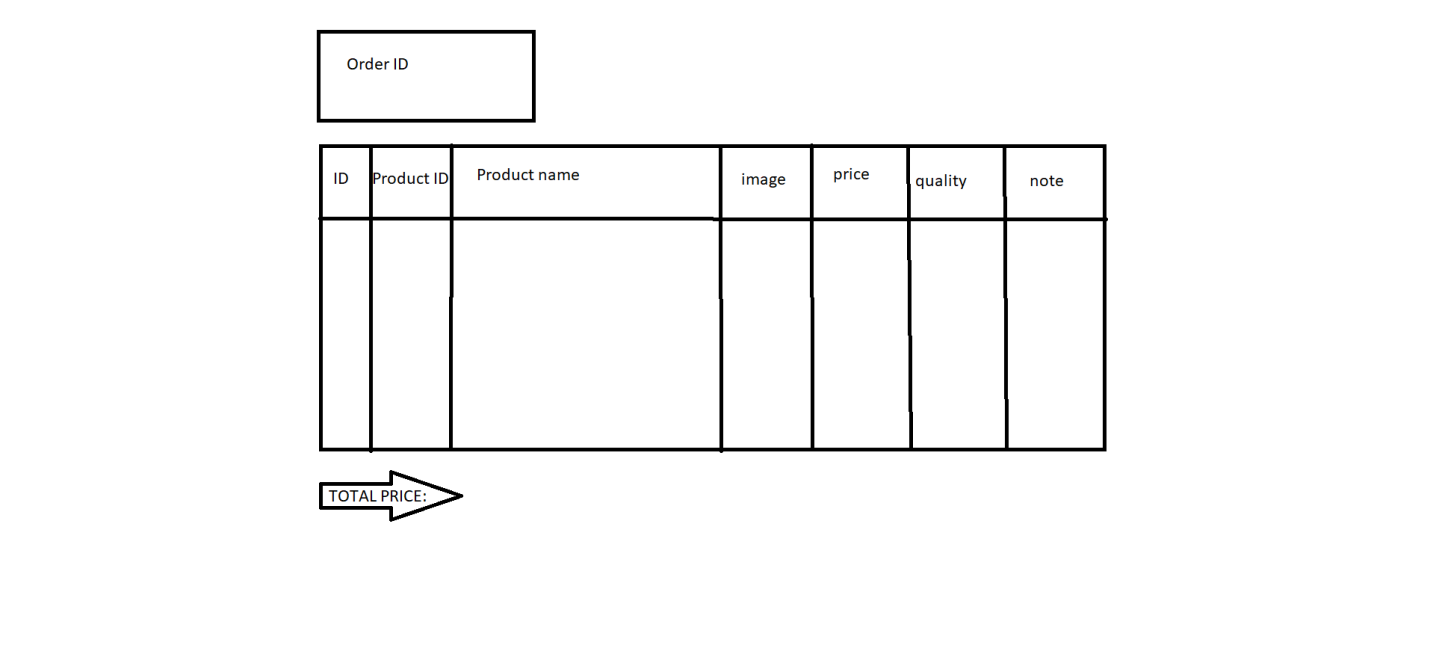 Order ID
ID Product ID Product name image price quality note
TOTAL PRICE: